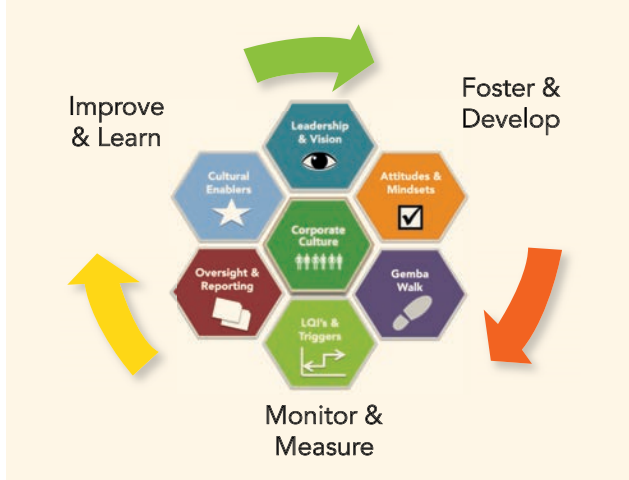 Improve
& Learn
Foster &
Develop
Leadership
& Vision
Cultural
Enablers
Attitudes &
Mindsets
Corporate
Culture
Oversight &
Reporting
Gemba
Walk
LQI's &
Triggers
Monitor &
Measure